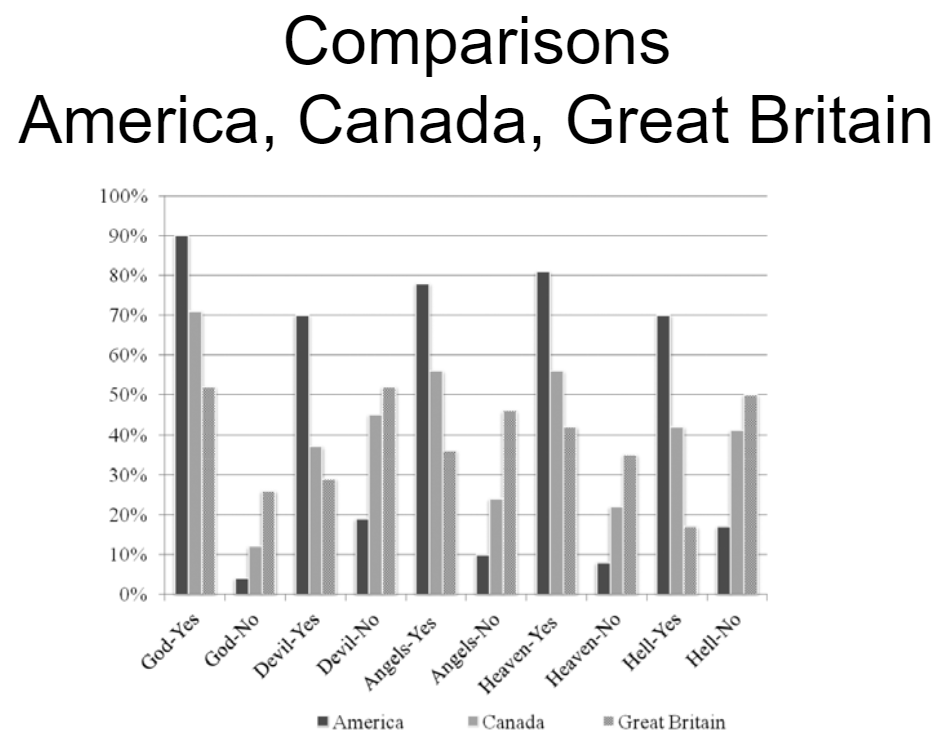 Comparisons
America, Canada, Great Britain
100%
90%
80%
70%
60%
50%
40%
30%
20%
10%
0%
God-Yes
God-No
Devil-Yes
Devil-No
Angels-Yes
Angels-No
Heaven-Yes
Heaven-No
Hell-Yes
Hell-No
America Canada Great Britain